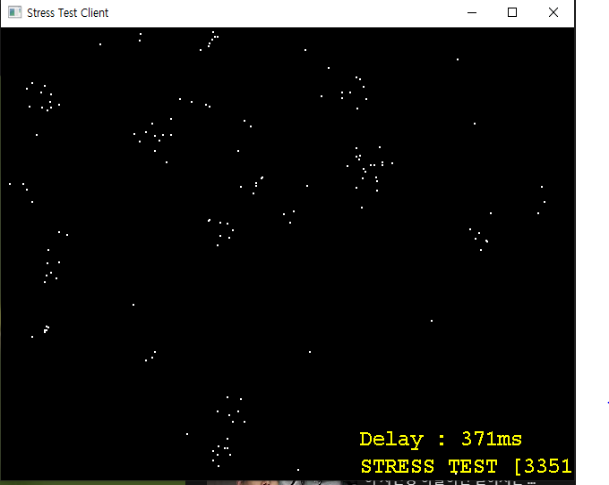 Stress Test Client
Delay : 371ms
STRESS TEST [3351